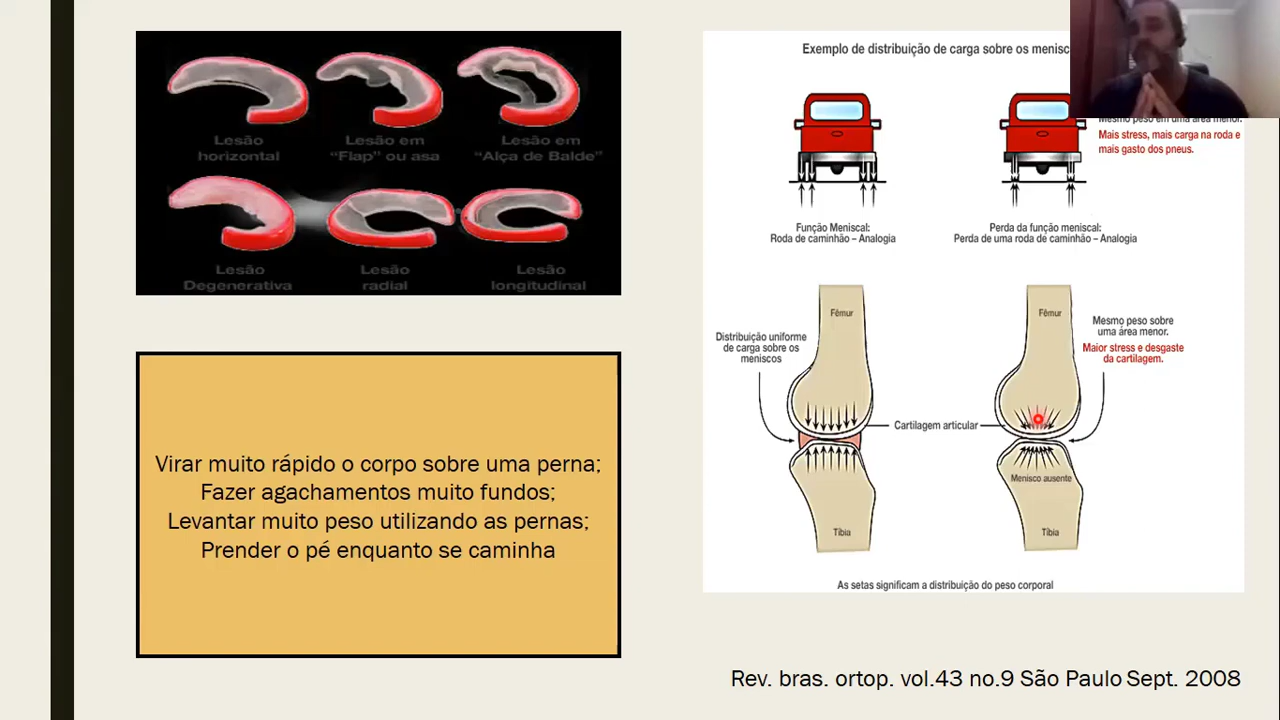 Lesão
horizontal
Lesão em
“Flap” ou asa
Lesão em
“Alça de Balde”
Lesão
Degenerativa
Lesão
radial
Lesão
longitudinal
Virar muito rápido o corpo sobre uma perna;
Fazer agachamentos muito fundos;
Levantar muito peso utilizando as pernas;
Prender o pé enquanto se caminha
Exemplo de distribuição de carga sobre os
Mesmo peso em uma área menor.
Mais stress, mais carga na roda e
mais gasto dos pneus.
Função Meniscal:
Roda de caminhão – Analogia
Perda da função meniscal:
Perda de uma roda de caminhão – Analogia
Fêmur
Fêmur
Distribuição uniforme
de carga sobre os
meniscos
Mesmo peso sobre
uma área menor.
Maior stress e desgaste
da cartilagem.
Cartilagem articular
Menisco ausente
Tíbia
Tíbia
As setas significam a distribuição do peso corporal
Rev. bras. ortop. vol.43 no.9 São Paulo Sept. 2008